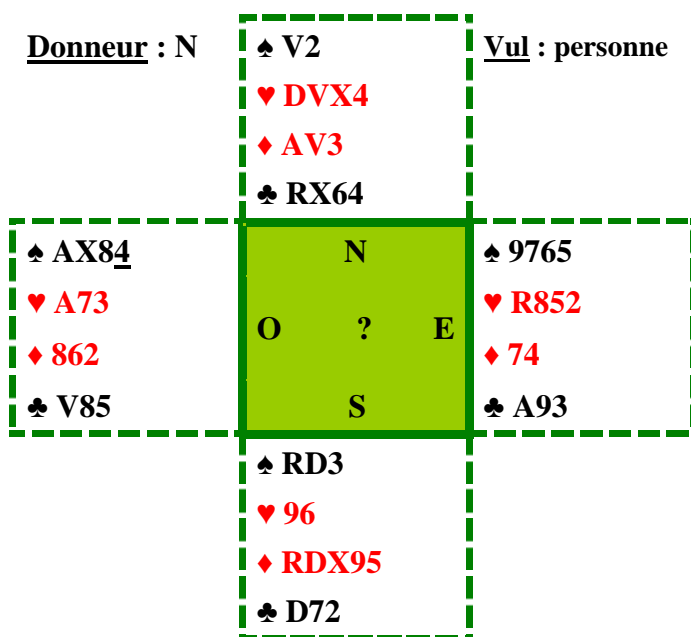 Donneur : N
♠ V2
Vul : personne
♥ DVX4
♦ AV3
♣ RX64
♠ AX84
N
♠ 9765
♥ A73
♥ R852
O ? E
♦ 862
♦ 74
♣ V85
S
♣ A93
♠ RD3
♥ 96
♦ RDX95
♣ D72